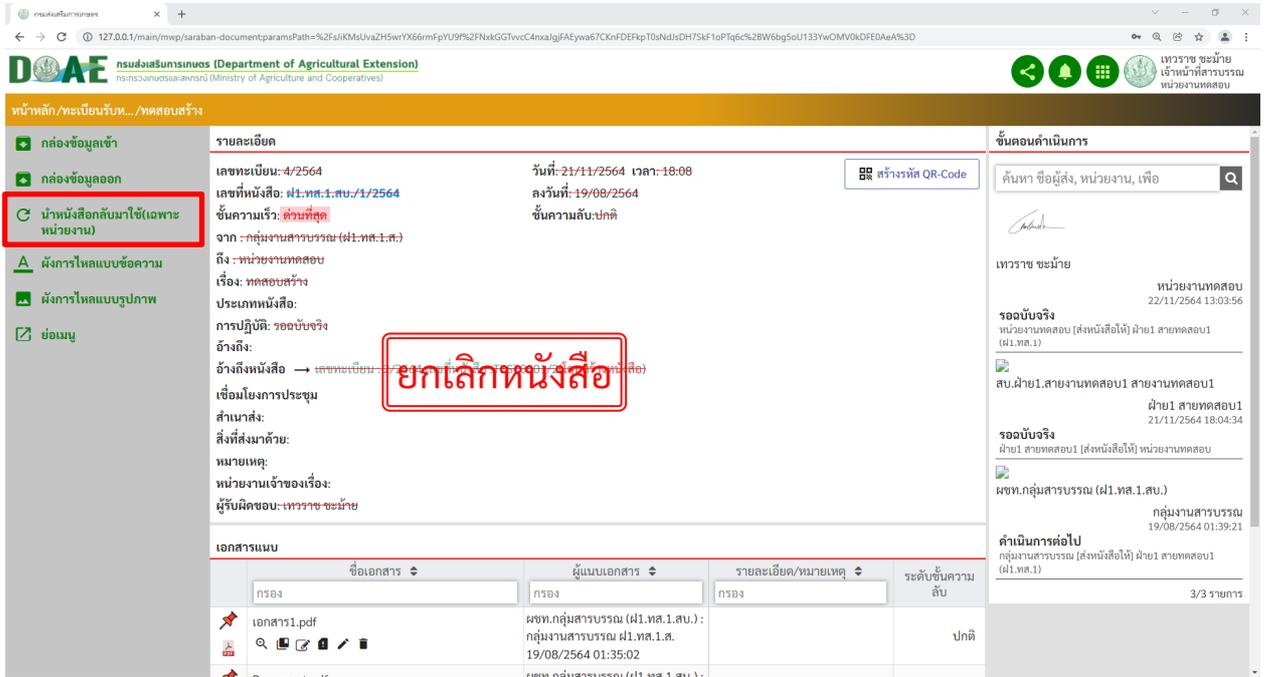 กรมส่งเสริมการเกษตร
127.0.0.1/main/mwp/saraban-document;paramsPath=%2FsJiKMsUvaZH5wrYX66rmFpYU9f%2FNxkGGTvvcC4nxaJgjFAEywa67CKnFDEFkpT0sNdJsDH7SkF1oPTq6c%2BW6bg5oU133YwOMV0kDFE0AeA%3D
DOAE
กรมส่งเสริมการเกษตร (Department of Agricultural Extension)
กระทรวงเกษตรและสหกรณ์ (Ministry of Agriculture and Cooperatives)
เทวราช ชะม้าย
เจ้าหน้าที่สารบรรณ
หน่วยงานทดสอบ
หน้าหลัก/ทะเบียนรับห.../ทดสอบสร้าง
กล่องข้อมูลเข้า
กล่องข้อมูลออก
นำหนังสือกลับมาใช้(เฉพาะ
หน่วยงาน)
ผังการไหลแบบข้อความ
ผังการไหลแบบรูปภาพ
ย่อเมนู
รายละเอียด
เลขทะเบียน: 4/2564 วันที่: 21/11/2564 เวลา: 18:08
สร้างรหัส QR-Code
เลขที่หนังสือ: ฝ1.ทส.1.สบ./1/2564 ลงวันที่: 19/08/2564
ชั้นความเร็ว: ด่วนที่สุด ชั้นความลับ:ปกติ
จาก : กลุ่มงานสารบรรณ (ฝ1.ทส.1.ส.)
ถึง : หน่วยงานทดสอบ
เรื่อง: ทดสอบสร้าง
ประเภทหนังสือ:
การปฏิบัติ: รอฉบับจริง
อ้างถึง:
อ้างถึงหนังสือ → เลขทะเบียน
ยกเลิกหนังสือ
เชื่อมโยงการประชุม
สำเนาส่ง:
สิ่งที่ส่งมาด้วย:
หมายเหตุ:
หน่วยงานเจ้าของเรื่อง:
ผู้รับผิดชอบ: เทวราช ชะม้าย
เอกสารแนบ
ชื่อเอกสาร ผู้แนบเอกสาร รายละเอียด/หมายเหตุ ระดับชั้นความ
ลับ
กรอง กรอง กรอง
เอกสาร1.pdf
ผชท.กลุ่มสารบรรณ (ฝ1.ทส.1.สบ.) :
กลุ่มงานสารบรรณ ฝ1.ทส.1.ส.
19/08/2564 01:35:02
ปกติ
ผชท.กลุ่มสารบรรณ (ฝ1.ทส.1.สบ.) :
ขั้นตอนดำเนินการ
ค้นหา ชื่อผู้ส่ง, หน่วยงาน, เพื่อ
เทวราช ชะม้าย
หน่วยงานทดสอบ
22/11/2564 13:03:56
รอฉบับจริง
หน่วยงานทดสอบ [ส่งหนังสือให้] ฝ่าย1 สายทดสอบ1
(ฝ1.ทส.1)
สบ.ฝ่าย1.สายงานทดสอบ1 สายงานทดสอบ1
ฝ่าย1 สายทดสอบ1
21/11/2564 18:04:34
รอฉบับจริง
ฝ่าย1 สายทดสอบ1 [ส่งหนังสือให้] หน่วยงานทดสอบ
ผชท.กลุ่มสารบรรณ (ฝ1.ทส.1.สบ.)
กลุ่มงานสารบรรณ
19/08/2564 01:39:21
ดำเนินการต่อไป
กลุ่มงานสารบรรณ [ส่งหนังสือให้] ฝ่าย1 สายทดสอบ1
(ฝ1.ทส.1)
3/3 รายการ